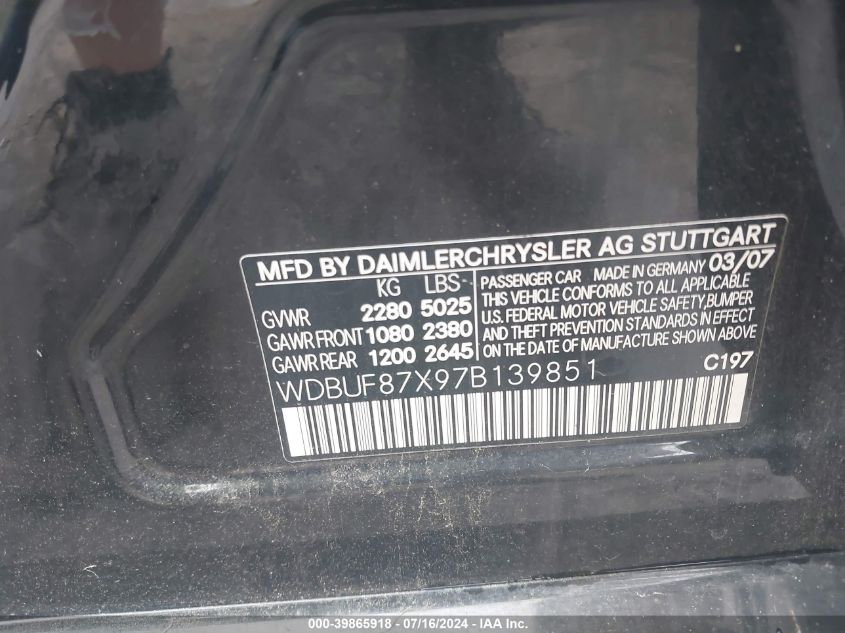 MFD BY DAIMLERCHRYSLER AG STUTTGART
KG LBS
GVWR 2280 5025
GAWR FRONT 1080 2380
GAWR REAR 1200 2645
PASSENGER CAR MADE IN GERMANY 03/07
THIS VEHICLE CONFORMS TO ALL APPLICABLE
U.S. FEDERAL MOTOR VEHICLE SAFETY, BUMPER
AND THEFT PREVENTION STANDARDS IN EFFECT
ON THE DATE OF MANUFACTURE SHOWN ABOVE
WDBUF87X97B139851 C197
000-39865918 - 07/16/2024 - IAA Inc.